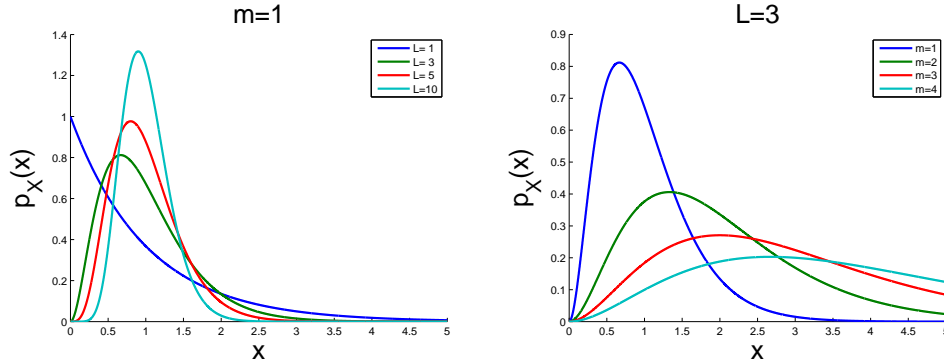 m=1
1.4
1.2
1
0.8
0.6
0.4
0.2
0
p_X(x)
0.5 1 1.5 2 2.5 3 3.5 4 4.5 5
x
L= 1
L= 3
L= 5
L=10
L=3
0.9
0.8
0.7
0.6
0.5
0.4
0.3
0.2
0.1
0
p_X(x)
0 0.5 1 1.5 2 2.5 3 3.5 4 4.5 5
x
m=1
m=2
m=3
m=4